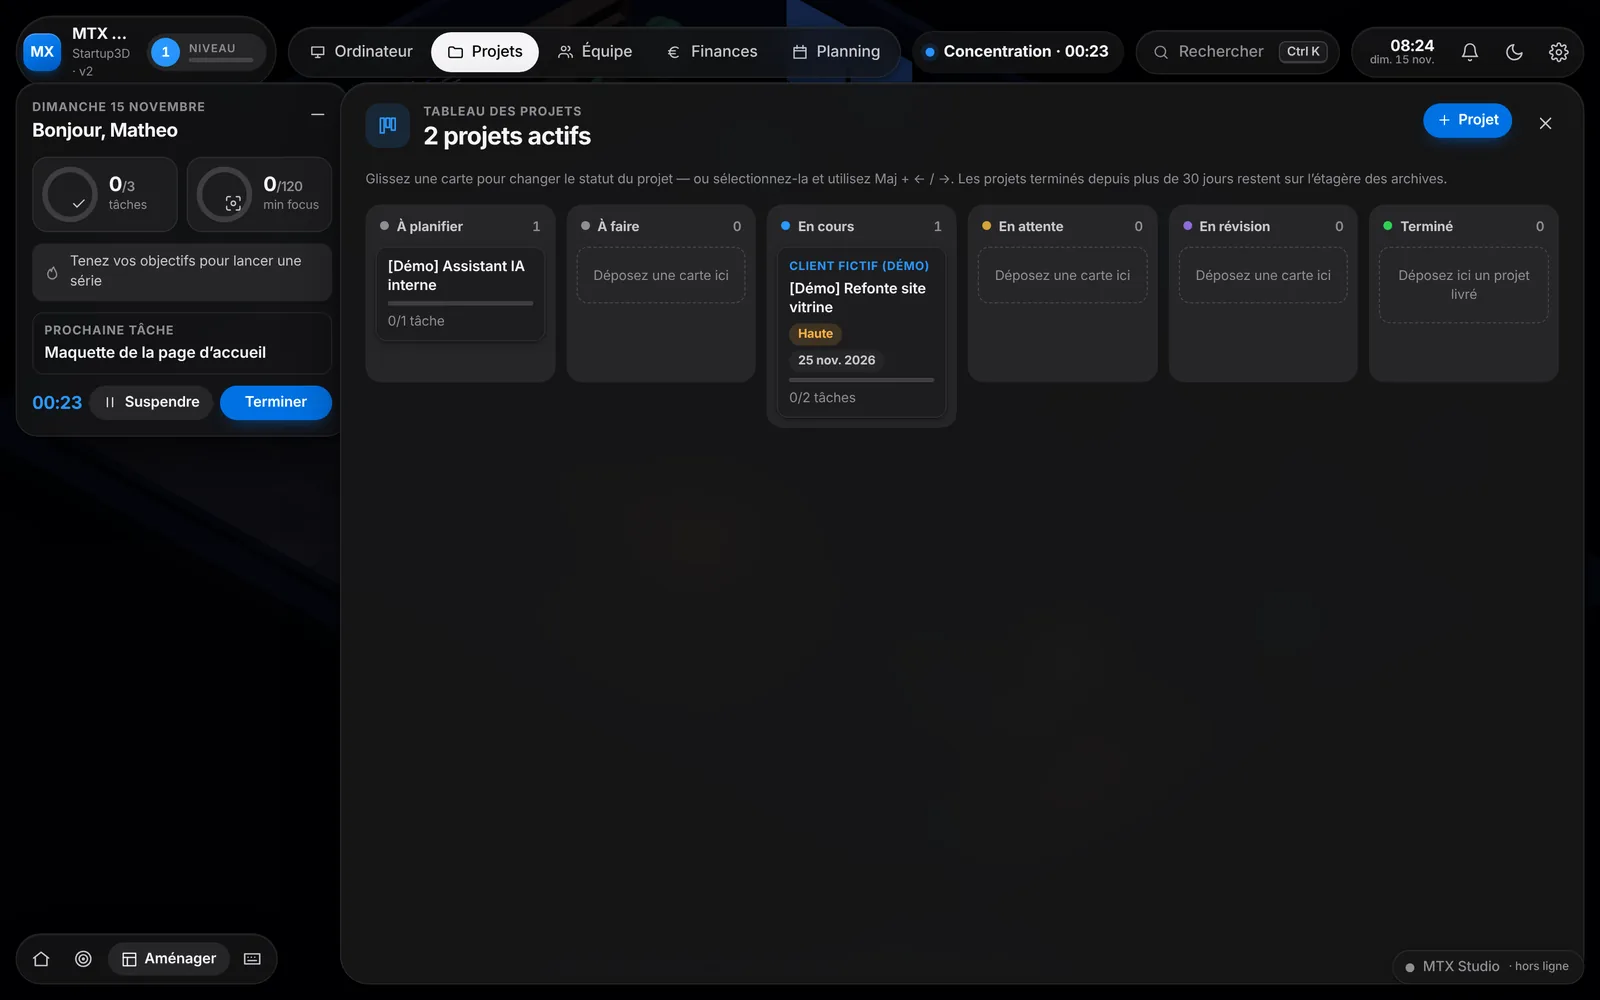 MX
MTX ...
Startup3D
· v2
1
NIVEAU
Ordinateur
Projets
Équipe
Finances
Planning
Concentration · 00:23
Rechercher
Ctrl K
08:24
dim. 15 nov.
DIMANCHE 15 NOVEMBRE
Bonjour, Matheo
0/3
tâches
0/120
min focus
Tenez vos objectifs pour lancer une
série
PROCHAINE TÂCHE
Maquette de la page d’accueil
00:23
Suspendre
Terminer
TABLEAU DES PROJETS
2 projets actifs
+ Projet
Glissez une carte pour changer le statut du projet — ou sélectionnez-la et utilisez Maj + ← / →. Les projets terminés depuis plus de 30 jours restent sur l’étagère des archives.
À planifier 1
[Démo] Assistant IA
interne
0/1 tâche
À faire 0
Déposez une carte ici
En cours 1
CLIENT FICTIF (DÉMO)
[Démo] Refonte site
vitrine
Haute
25 nov. 2026
0/2 tâches
En attente 0
Déposez une carte ici
En révision 0
Déposez une carte ici
Terminé 0
Déposez ici un projet
livré
Aménager
MTX Studio · hors ligne